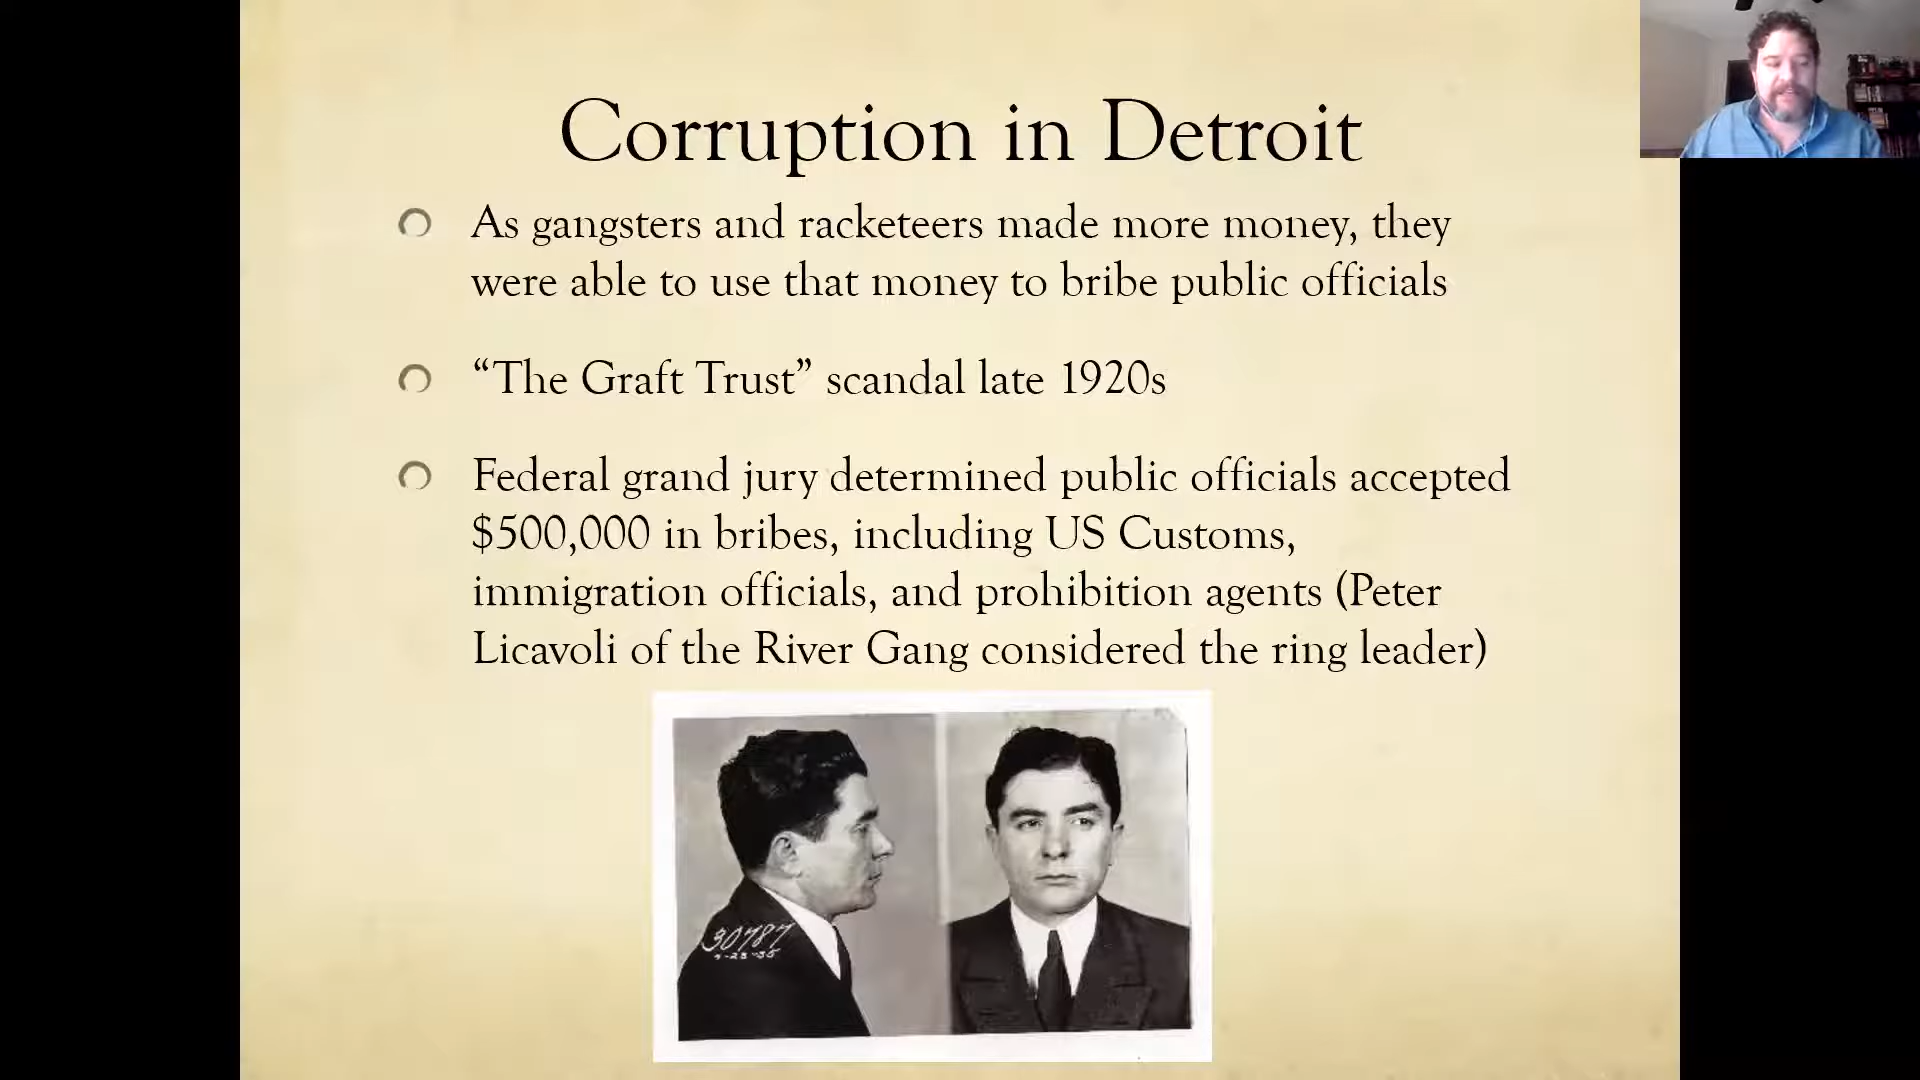 Corruption in Detroit
As gangsters and racketeers made more money, they
were able to use that money to bribe public officials
“The Graft Trust” scandal late 1920s
Federal grand jury determined public officials accepted
$500,000 in bribes, including US Customs,
immigration officials, and prohibition agents (Peter
Licavoli of the River Gang considered the ring leader)
30787